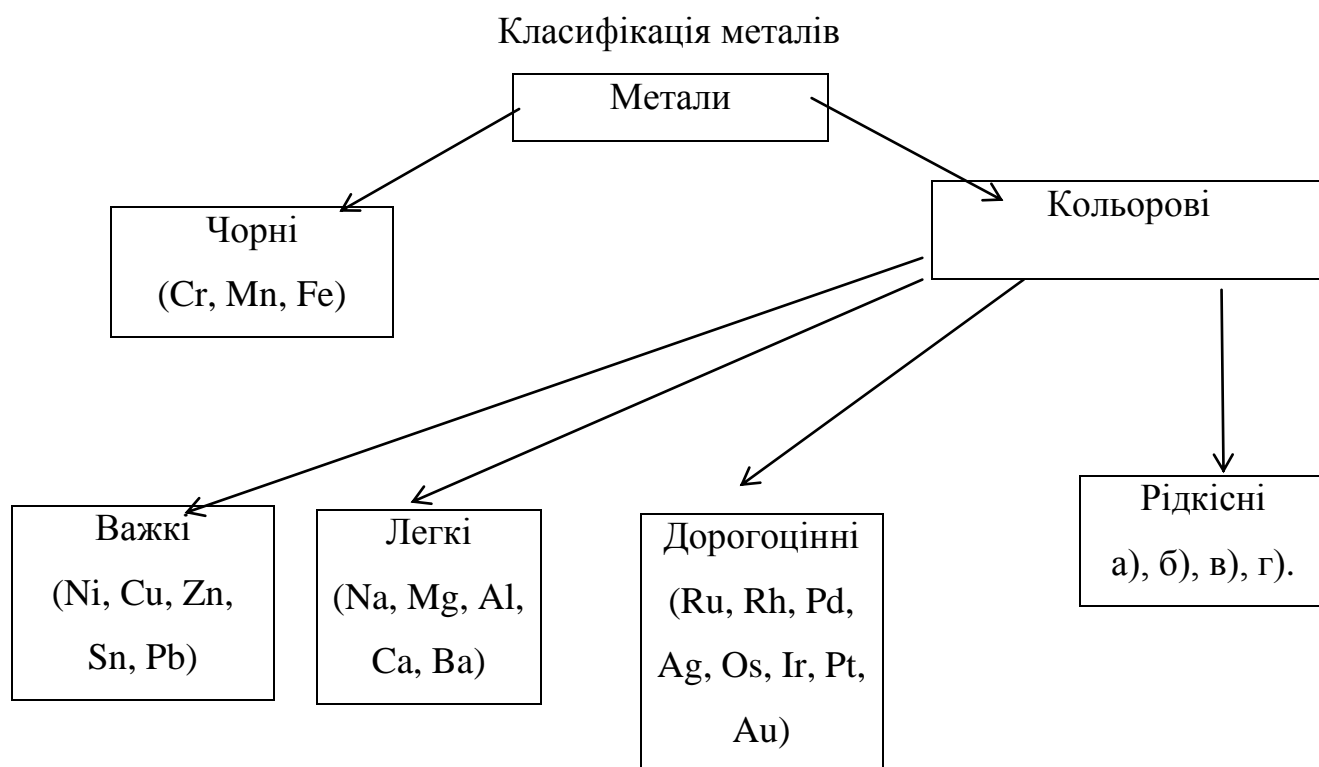 Класифікація металів
Метали
Чорні
(Cr, Mn, Fe)
Кольорові
Важкі
(Ni, Cu, Zn,
Sn, Pb)
Легкі
(Na, Mg, Al,
Ca, Ba)
Дорогоцінні
(Ru, Rh, Pd,
Ag, Os, Ir, Pt,
Au)
Рідкісні
а), б), в), г).